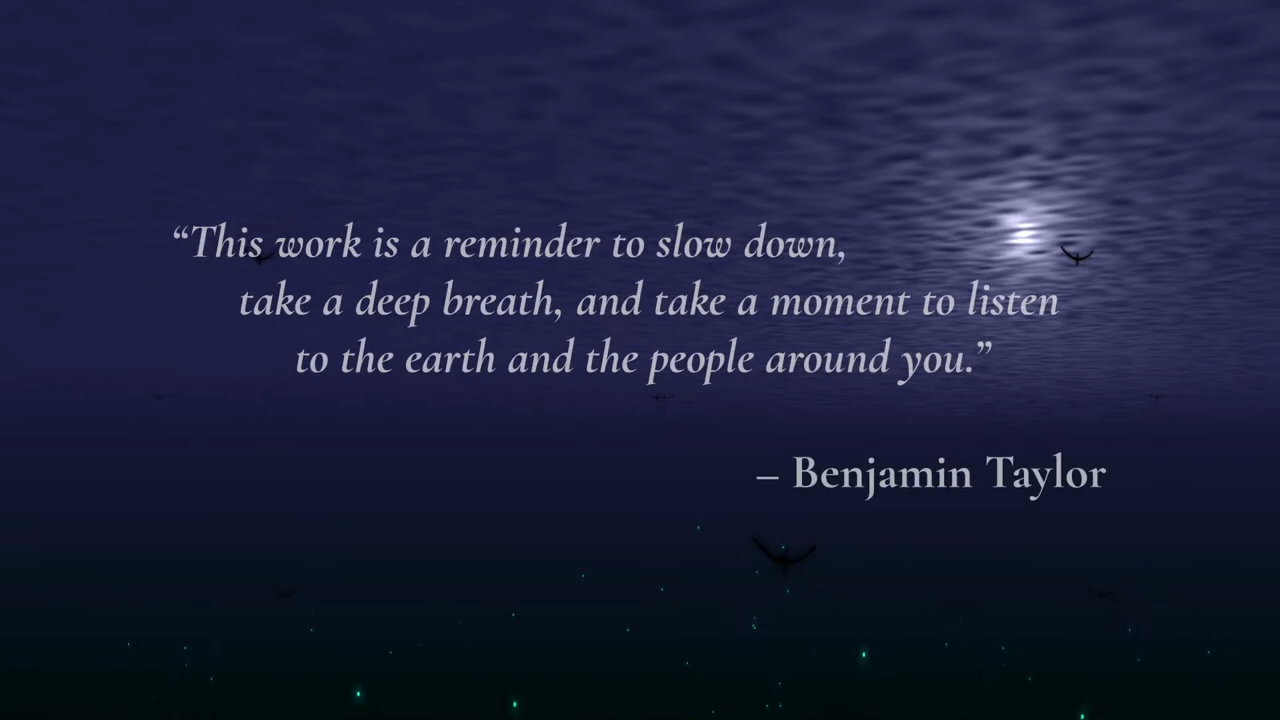 “This work is a reminder to slow down,
take a deep breath, and take a moment to listen
to the earth and the people around you.”
– Benjamin Taylor